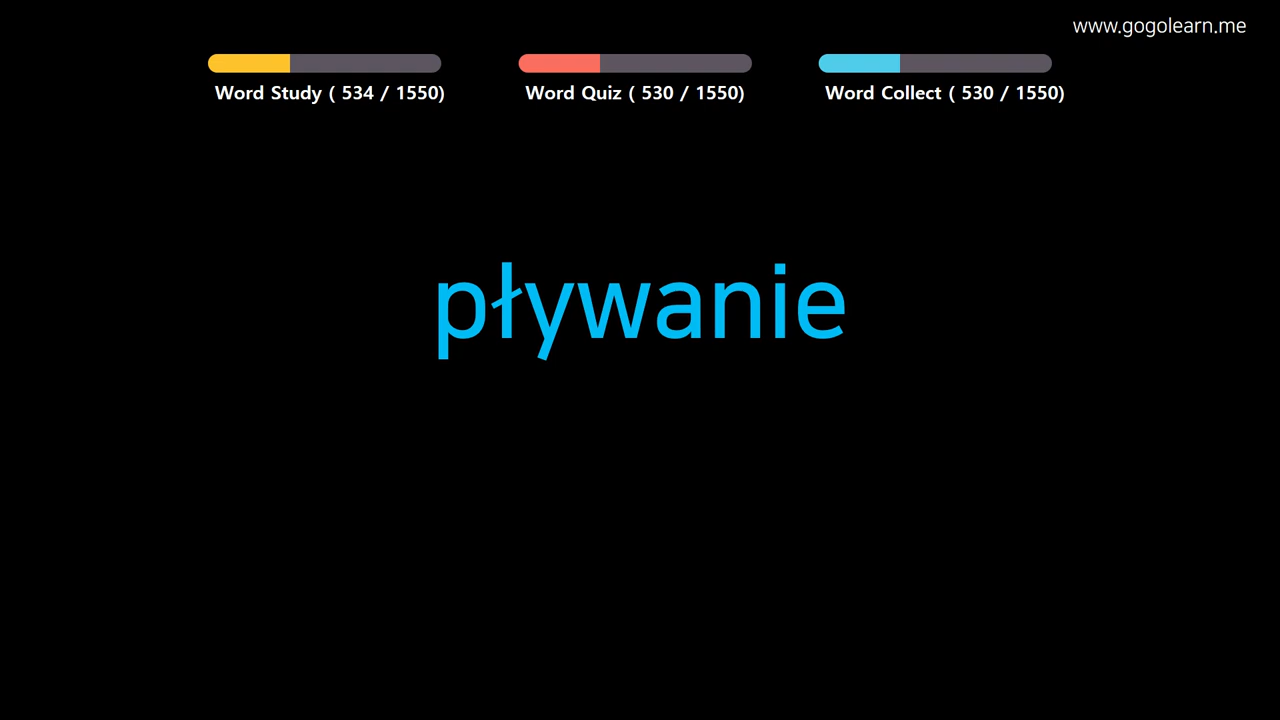 www.gogolearn.me
Word Study ( 534 / 1550)
Word Quiz ( 530 / 1550)
Word Collect ( 530 / 1550)
pływanie